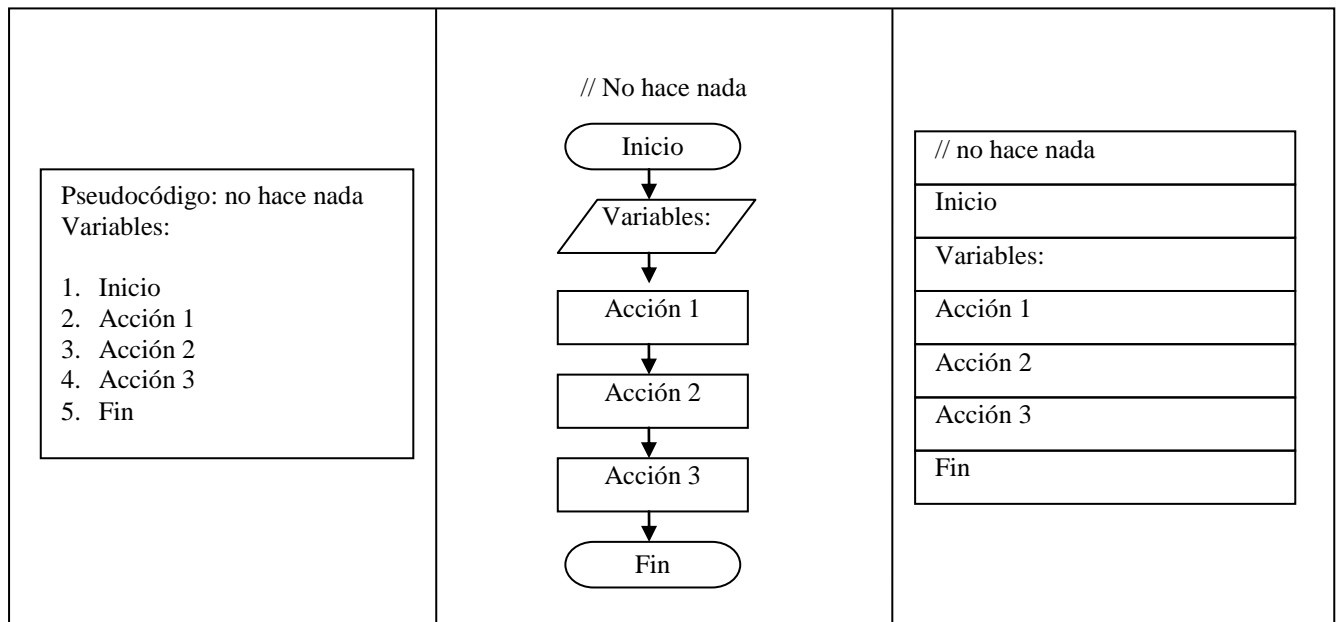 Pseudocódigo: no hace nada
Variables:
1. Inicio
2. Acción 1
3. Acción 2
4. Acción 3
5. Fin
// No hace nada
Inicio
Variables:
Acción 1
Acción 2
Acción 3
Fin
// no hace nada
Inicio
Variables:
Acción 1
Acción 2
Acción 3
Fin